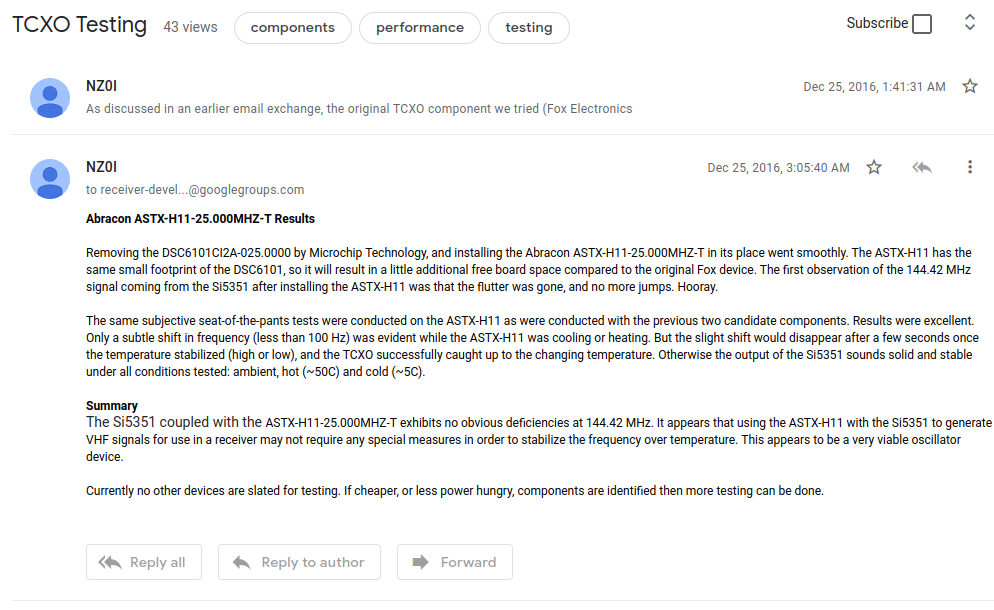 TCXO Testing 43 views components performance testing Subscribe
NZ0I Dec 25, 2016, 1:41:31 AM
As discussed in an earlier email exchange, the original TCXO component we tried (Fox Electronics
NZ0I Dec 25, 2016, 3:05:40 AM
to receiver-devel...@googlegroups.com
Abracon ASTX-H11-25.000MHZ-T Results
Removing the DSC6101CI2A-025.0000 by Microchip Technology, and installing the Abracon ASTX-H11-25.000MHZ-T in its place went smoothly. The ASTX-H11 has the
same small footprint of the DSC6101, so it will result in a little additional free board space compared to the original Fox device. The first observation of the 144.42 MHz
signal coming from the Si5351 after installing the ASTX-H11 was that the flutter was gone, and no more jumps. Hooray.
The same subjective seat-of-the-pants tests were conducted on the ASTX-H11 as were conducted with the previous two candidate components. Results were excellent.
Only a subtle shift in frequency (less than 100 Hz) was evident while the ASTX-H11 was cooling or heating. But the slight shift would disappear after a few seconds once
the temperature stabilized (high or low), and the TCXO successfully caught up to the changing temperature. Otherwise the output of the Si5351 sounds solid and stable
under all conditions tested: ambient, hot (~50C) and cold (~5C).
Summary
The Si5351 coupled with the ASTX-H11-25.000MHZ-T exhibits no obvious deficiencies at 144.42 MHz. It appears that using the ASTX-H11 with the Si5351 to generate
VHF signals for use in a receiver may not require any special measures in order to stabilize the frequency over temperature. This appears to be a very viable oscillator
device.
Currently no other devices are slated for testing. If cheaper, or less power hungry, components are identified then more testing can be done.
Reply all Reply to author Forward